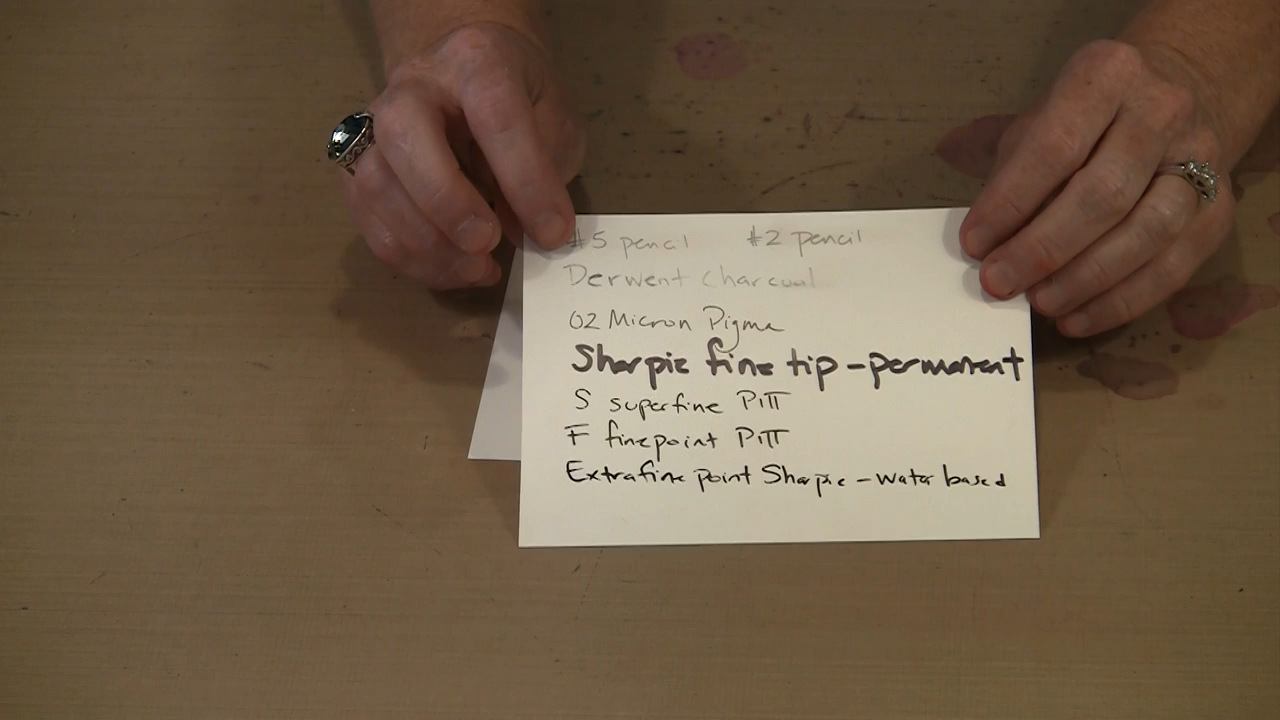 #5 pencil #2 pencil
Derwent Charcoal
02 Micron Pigma
Sharpie fine tip - permanent
S superfine PITT
F finepoint PITT
Extrafine point Sharpie - water based